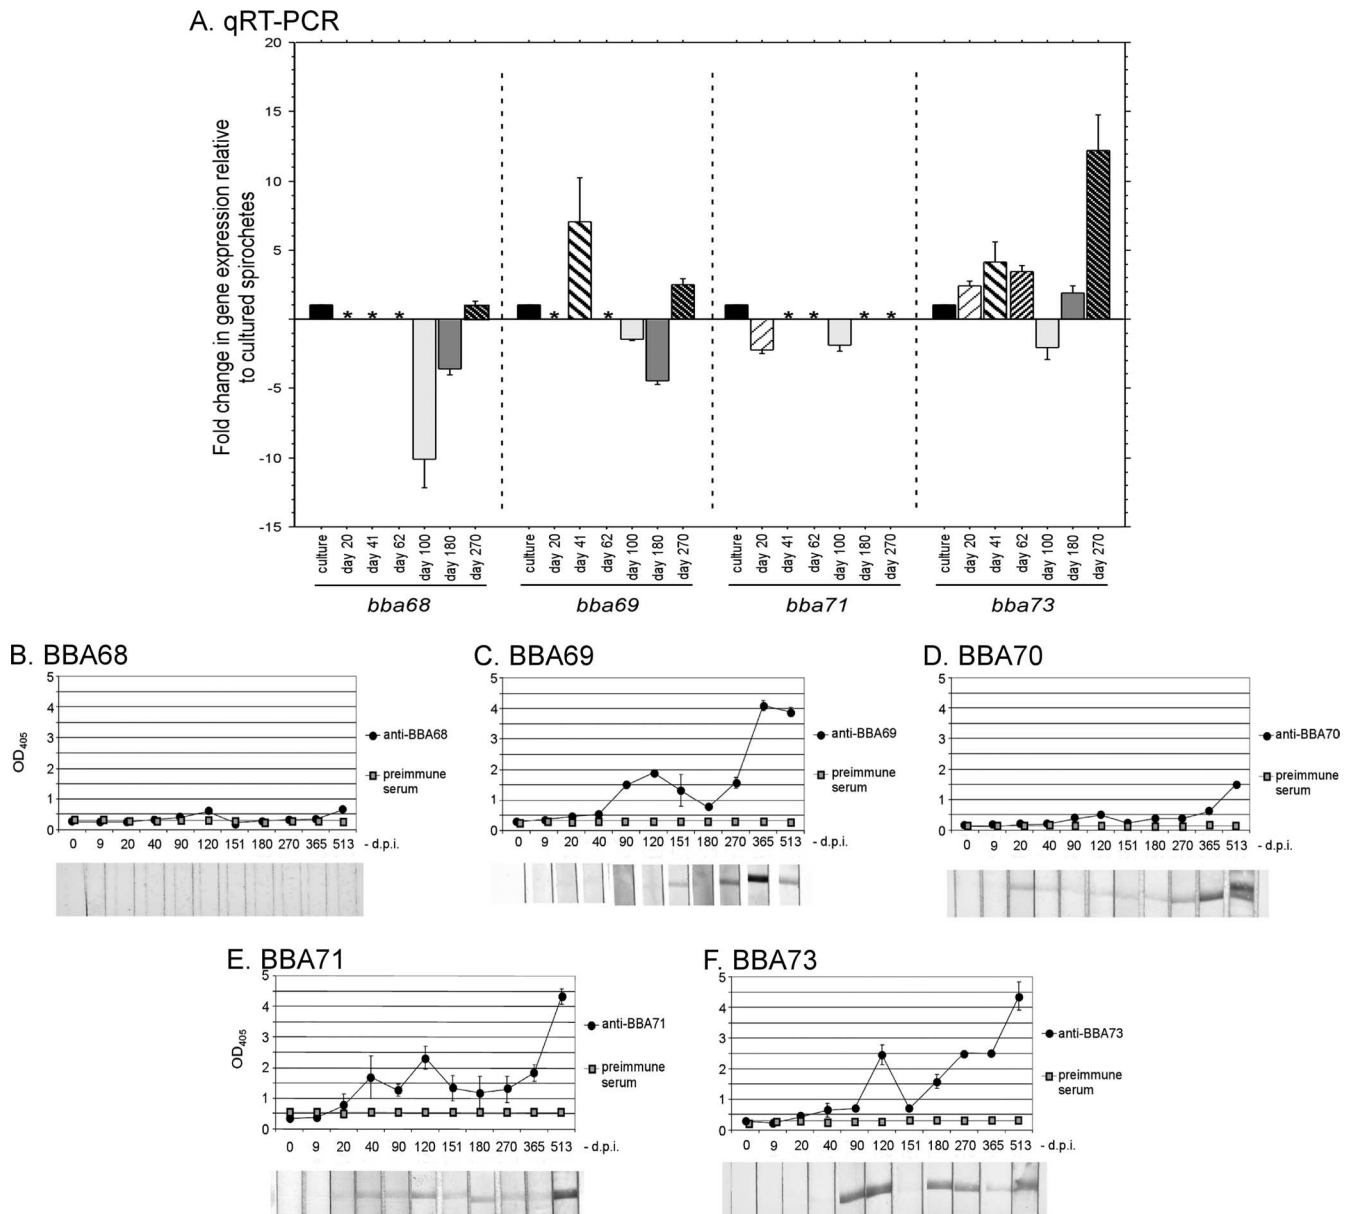 A. qRT-PCR
Fold change in gene expression relative
to cultured spirochetes
20
15
10
5
0
-5
-10
-15
* * * * * * * * *
culture day 20 day 41 day 62 day 100 day 180 day 270 culture day 20 day 41 day 62 day 100 day 180 day 270 culture day 20 day 41 day 62 day 100 day 180 day 270 culture day 20 day 41 day 62 day 100 day 180 day 270
bba68 bba69 bba71 bba73
B. BBA68
OD405
5
4
3
2
1
0
anti-BBA68
preimmune
serum
0 9 20 40 90 120 151 180 270 365 513 - d.p.i.
C. BBA69
5
4
3
2
1
0
anti-BBA69
preimmune
serum
0 9 20 40 90 120 151 180 270 365 513 - d.p.i.
D. BBA70
5
4
3
2
1
0
anti-BBA70
preimmune
serum
0 9 20 40 90 120 151 180 270 365 513 - d.p.i.
E. BBA71
OD405
5
4
3
2
1
0
anti-BBA71
preimmune
serum
0 9 20 40 90 120 151 180 270 365 513 - d.p.i.
F. BBA73
5
4
3
2
1
0
anti-BBA73
preimmune
serum
0 9 20 40 90 120 151 180 270 365 513 - d.p.i.